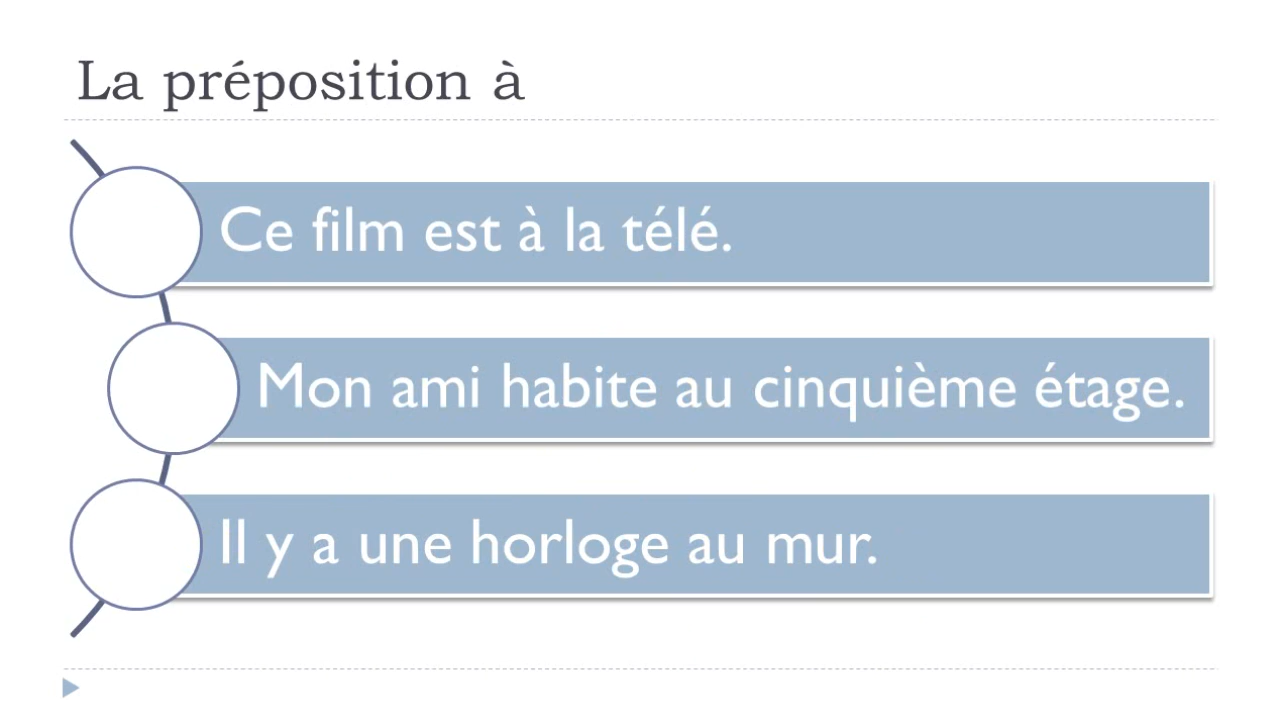 La préposition à
Ce film est à la télé.
Mon ami habite au cinquième étage.
Il y a une horloge au mur.